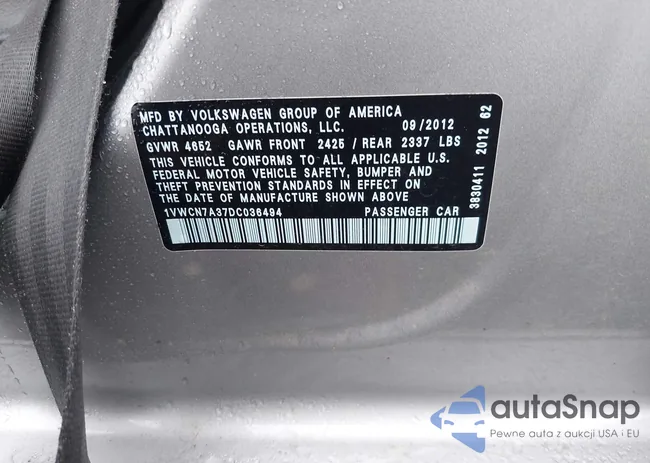 MFD BY VOLKSWAGEN GROUP OF AMERICA
CHATTANOOGA OPERATIONS, LLC. 09/2012
GVWR 4652 GAWR FRONT 2425 / REAR 2337 LBS
THIS VEHICLE CONFORMS TO ALL APPLICABLE U.S.
FEDERAL MOTOR VEHICLE SAFETY, BUMPER AND
THEFT PREVENTION STANDARDS IN EFFECT ON
THE DATE OF MANUFACTURE SHOWN ABOVE
1VWCN7A37DC036494 PASSENGER CAR
3830411 2012 62
autaSnap
Pewne auta z aukcji USA i EU